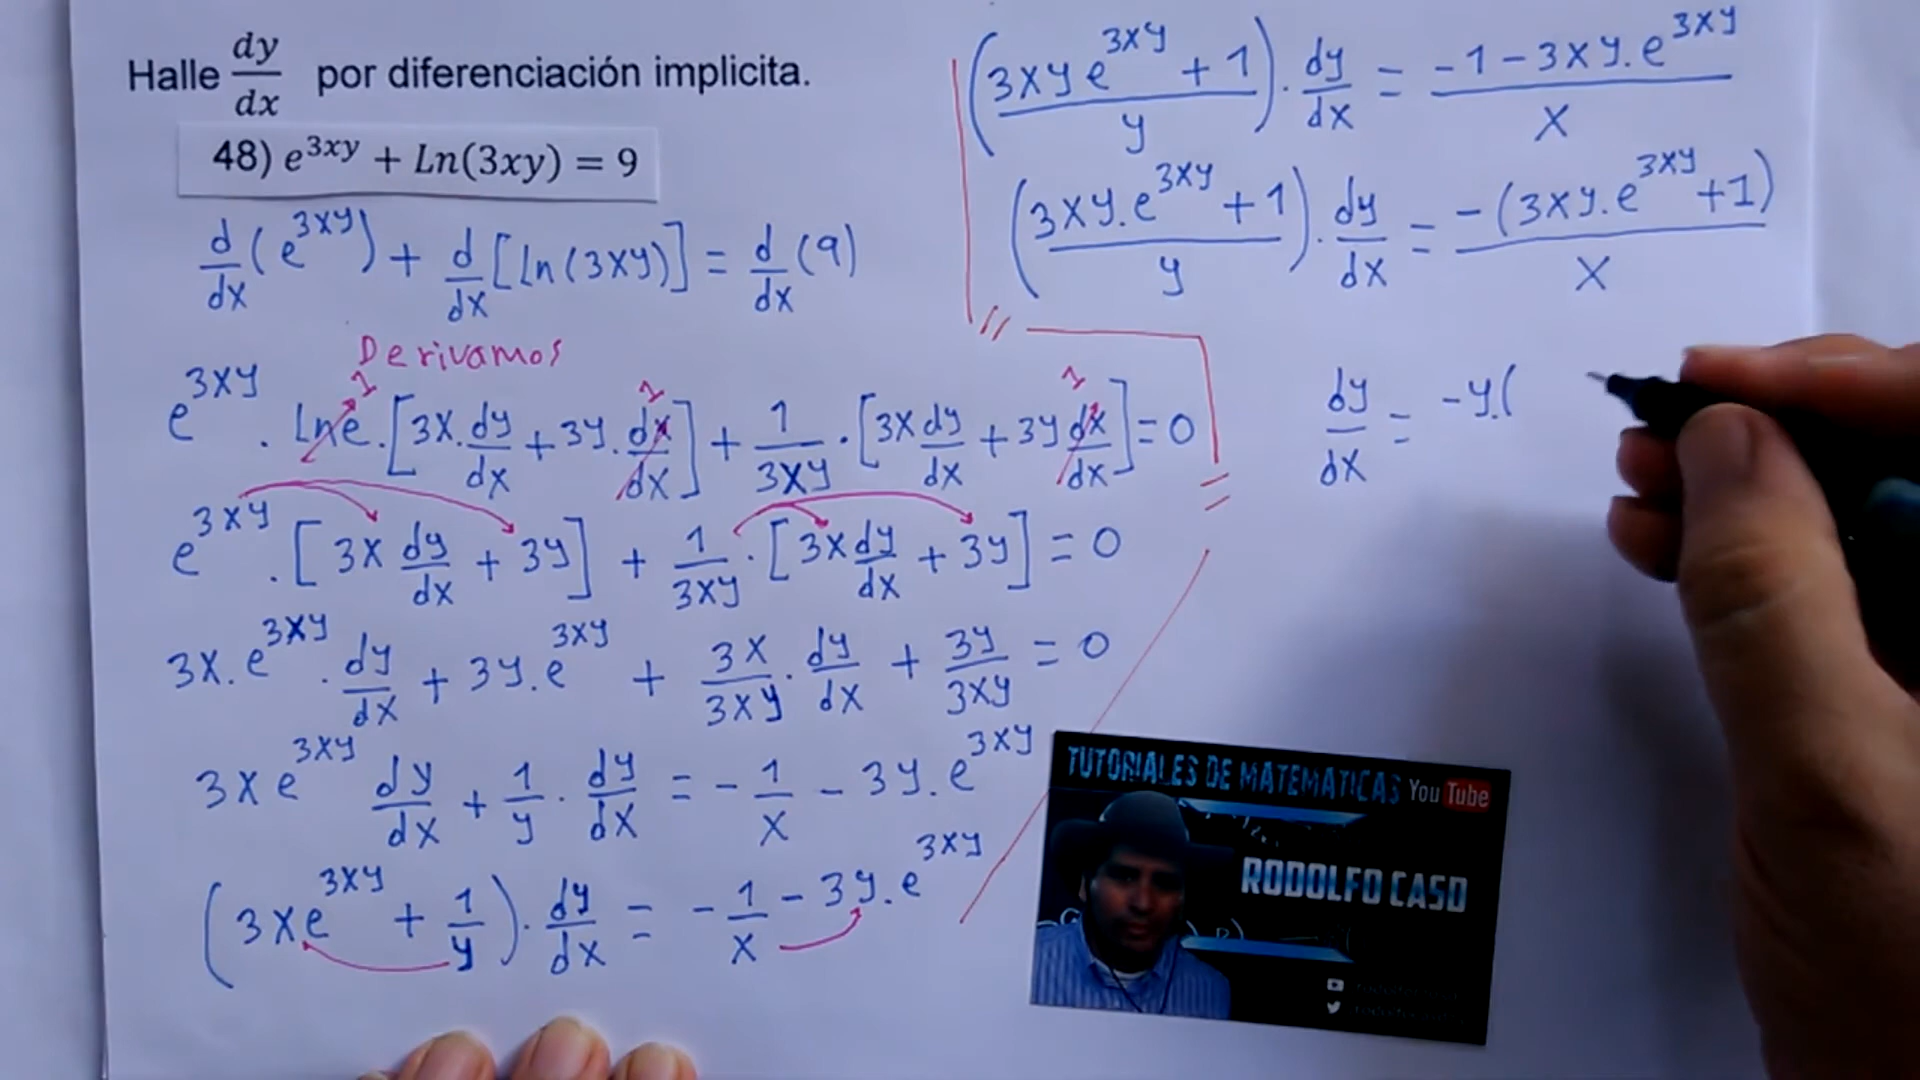 Halle dy/dx por diferenciación implicita.
48) e^{3xy} + Ln(3xy) = 9
d/dx (e^{3xy}) + d/dx [ln(3xy)] = d/dx (9)
Derivamos
e^{3xy} . Lne . [3x . dy/dx + 3y . dx/dx] + 1/3xy . [3x dy/dx + 3y dx/dx] = 0
1 1 1
e^{3xy} . [3x dy/dx + 3y] + 1/3xy . [3x dy/dx + 3y] = 0
3x . e^{3xy} . dy/dx + 3y . e^{3xy} + 3x/3xy . dy/dx + 3y/3xy = 0
3x e^{3xy} dy/dx + 1/y . dy/dx = - 1/x - 3y . e^{3xy}
(3x e^{3xy} + 1/y) . dy/dx = - 1/x - 3y . e^{3xy}
((3xy e^{3xy} + 1)/y) . dy/dx = (-1 - 3xy . e^{3xy})/x
((3xy . e^{3xy} + 1)/y) . dy/dx = -(3xy . e^{3xy} + 1)/x
dy/dx = -y . (
TUTORIALES DE MATEMATICAS YouTube
RODOLFO CASO